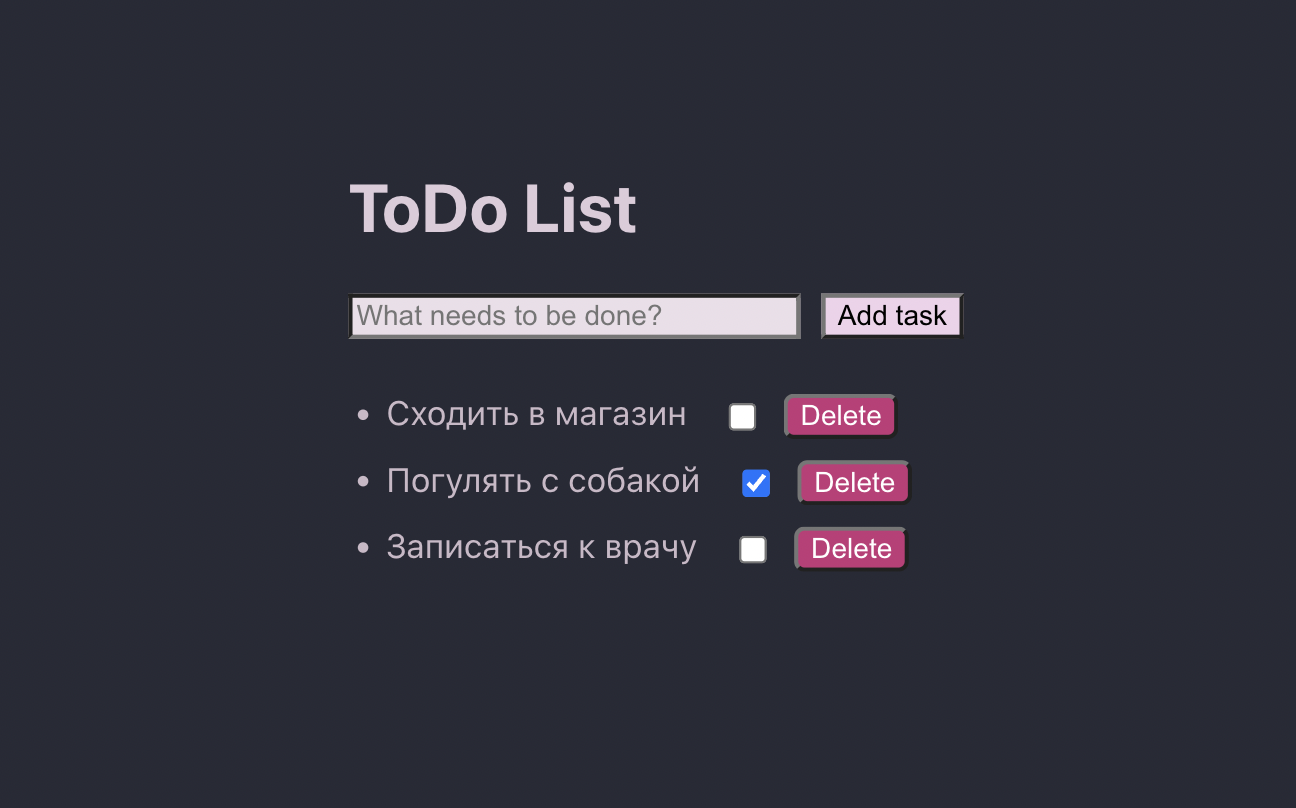 ToDo List
What needs to be done? Add task
Сходить в магазин Delete
Погулять с собакой Delete
Записаться к врачу Delete